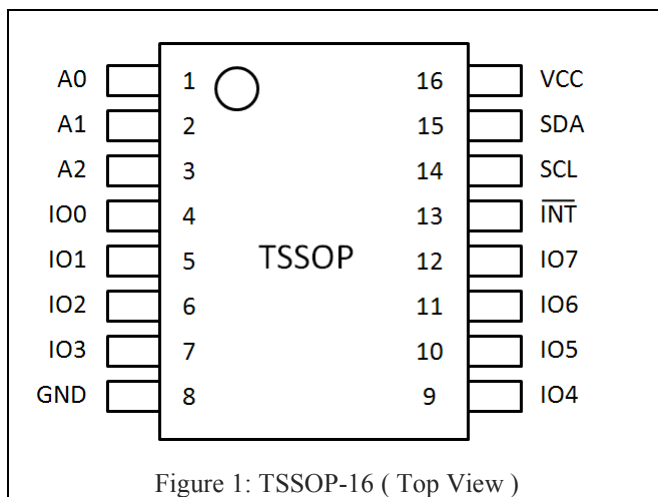 A0 1 16 VCC
A1 2 15 SDA
A2 3 14 SCL
IO0 4 13 I̅N̅T̅
IO1 5 TSSOP 12 IO7
IO2 6 11 IO6
IO3 7 10 IO5
GND 8 9 IO4
Figure 1: TSSOP-16 ( Top View )